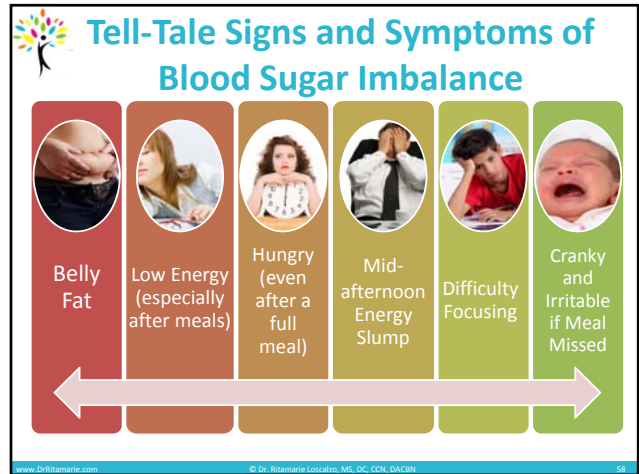 Tell-Tale Signs and Symptoms of
Blood Sugar Imbalance
Belly
Fat
Low Energy
(especially
after meals)
Hungry
(even
after a
full
meal)
Mid-
afternoon
Energy
Slump
Difficulty
Focusing
Cranky
and
Irritable
if Meal
Missed
www.DrRitamarie.com
© Dr. Ritamarie Loscalzo, MS, DC, CCN, DACBN
58